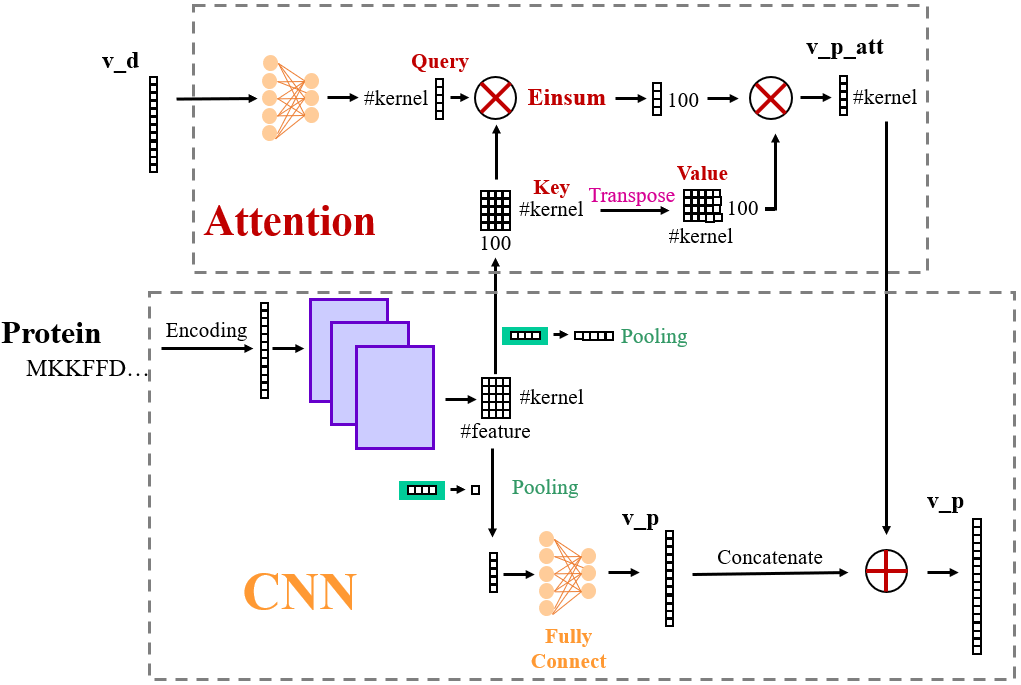 v_d
Query
v_p_att
#kernel
Einsum
100
#kernel
Key
Value
#kernel
Transpose
100
100
#kernel
Attention
Protein
Encoding
MKKFFD...
Pooling
#kernel
#feature
Pooling
v_p
v_p
Concatenate
CNN
Fully
Connect